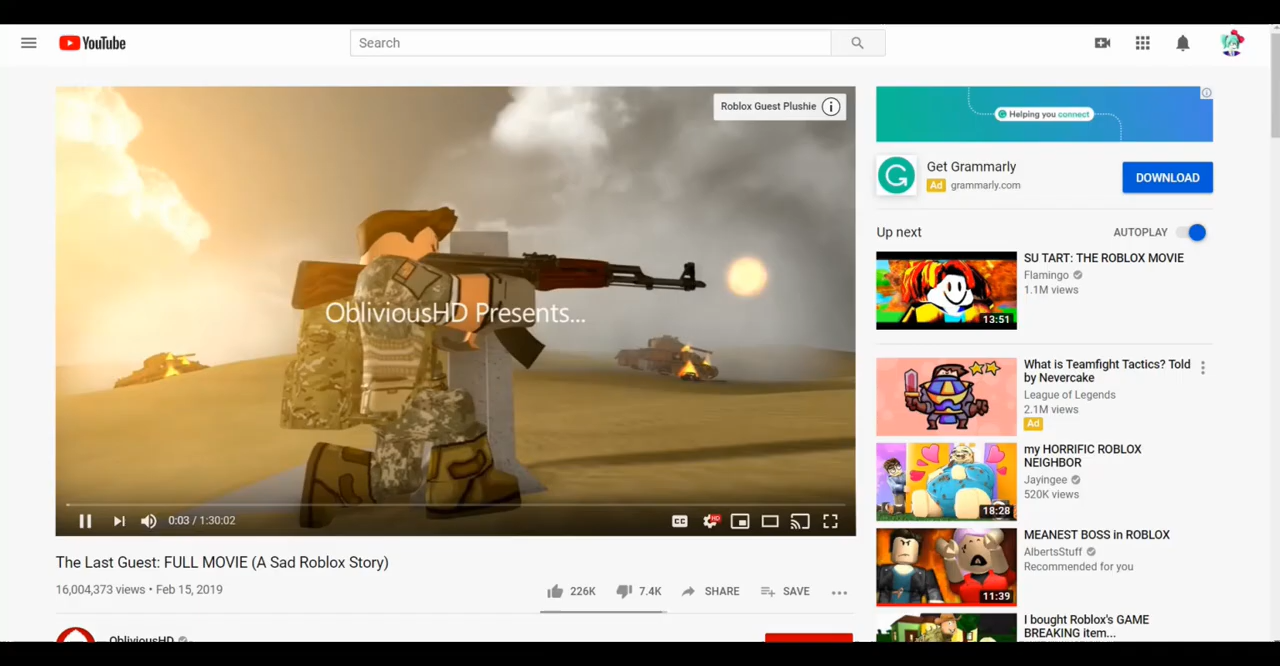 YouTube
Search
Roblox Guest Plushie
ObliviousHD Presents...
0:03 / 1:30:02
CC
HD
The Last Guest: FULL MOVIE (A Sad Roblox Story)
16,004,373 views • Feb 15, 2019
226K
7.4K
SHARE
SAVE
ObliviousHD
Helping you connect
Get Grammarly
Ad grammarly.com
DOWNLOAD
Up next
AUTOPLAY
SU TART: THE ROBLOX MOVIE
Flamingo
1.1M views
13:51
What is Teamfight Tactics? Told
by Nevercake
League of Legends
2.1M views
Ad
my HORRIFIC ROBLOX
NEIGHBOR
Jayingee
520K views
18:28
MEANEST BOSS in ROBLOX
AlbertsStuff
Recommended for you
11:39
I bought Roblox's GAME
BREAKING item...